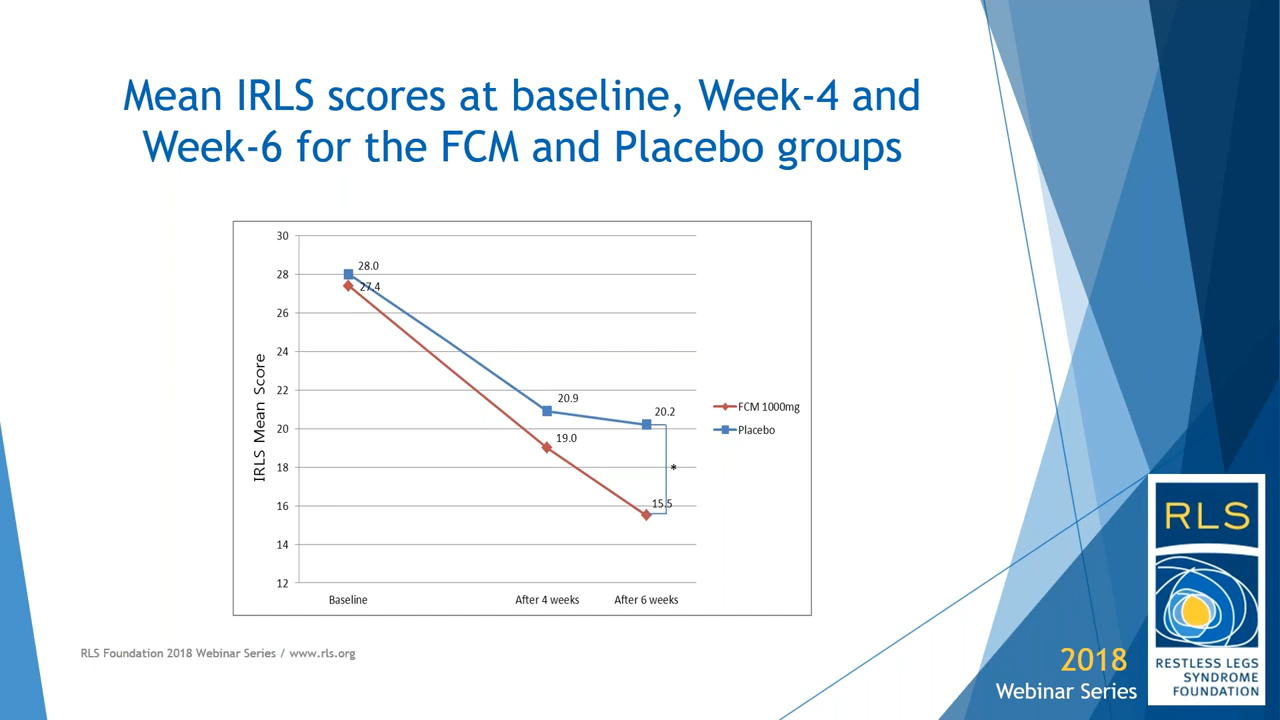 Mean IRLS scores at baseline, Week-4 and
Week-6 for the FCM and Placebo groups
30
28
26
24
22
20
18
16
14
12
IRLS Mean Score
28.0
27.4
20.9
19.0
20.2
15.5
*
Baseline
After 4 weeks
After 6 weeks
FCM 1000mg
Placebo
RLS Foundation 2018 Webinar Series / www.rls.org
2018
Webinar Series
RLS
RESTLESS LEGS
SYNDROME
FOUNDATION